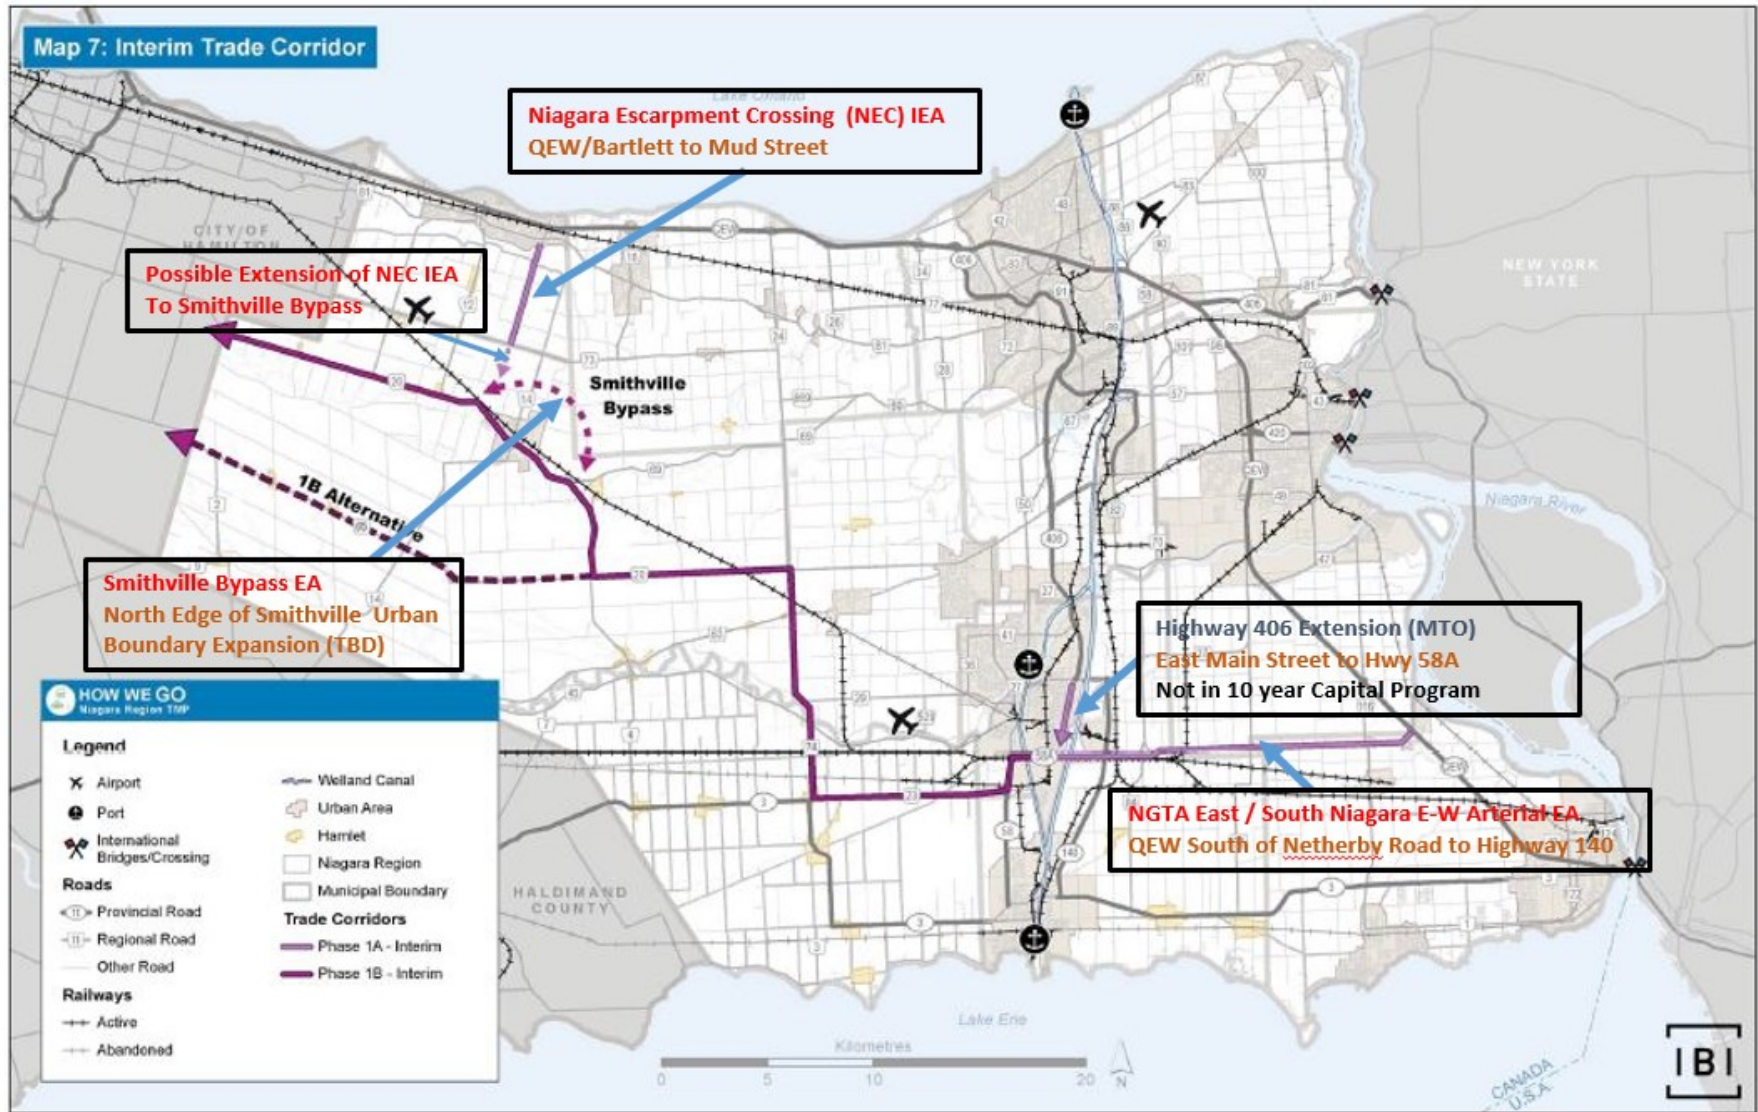 Map 7: Interim Trade Corridor
Lake Ontario
Niagara Escarpment Crossing (NEC) IEA
QEW/Bartlett to Mud Street
CITY OF
HAMILTON
Possible Extension of NEC IEA
To Smithville Bypass
NEW YORK
STATE
Smithville
Bypass
1B Alternative
Niagara River
Smithville Bypass EA
North Edge of Smithville Urban
Boundary Expansion (TBD)
Highway 406 Extension (MTO)
East Main Street to Hwy 58A
Not in 10 year Capital Program
NGTA East / South Niagara E-W Arterial EA
QEW South of Netherby Road to Highway 140
HALDIMAND
COUNTY
HOW WE GO
Niagara Region TMP
Legend
Airport
Port
International
Bridges/Crossing
Roads
Provincial Road
Regional Road
Other Road
Railways
Active
Abandoned
Welland Canal
Urban Area
Hamlet
Niagara Region
Municipal Boundary
Trade Corridors
Phase 1A - Interim
Phase 1B - Interim
Lake Erie
Kilometres
0 5 10 20
N
CANADA
U.S.A.
IBI